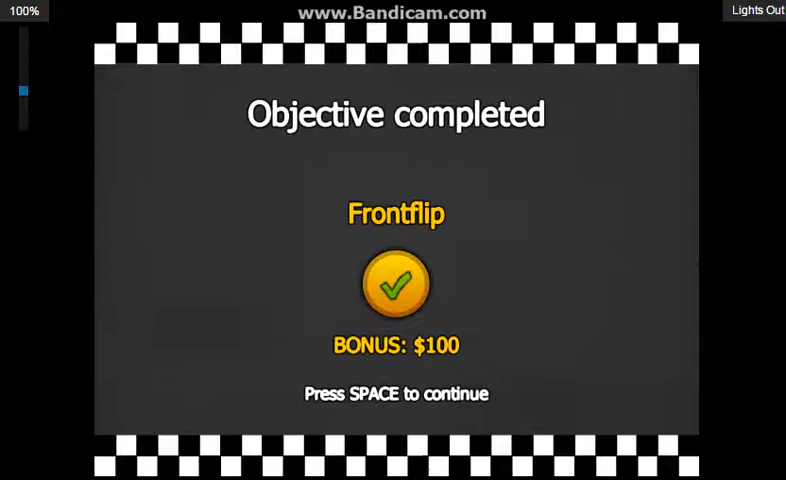 www.Bandicam.com
100%
Lights Out
Objective completed
Frontflip
BONUS: $100
Press SPACE to continue